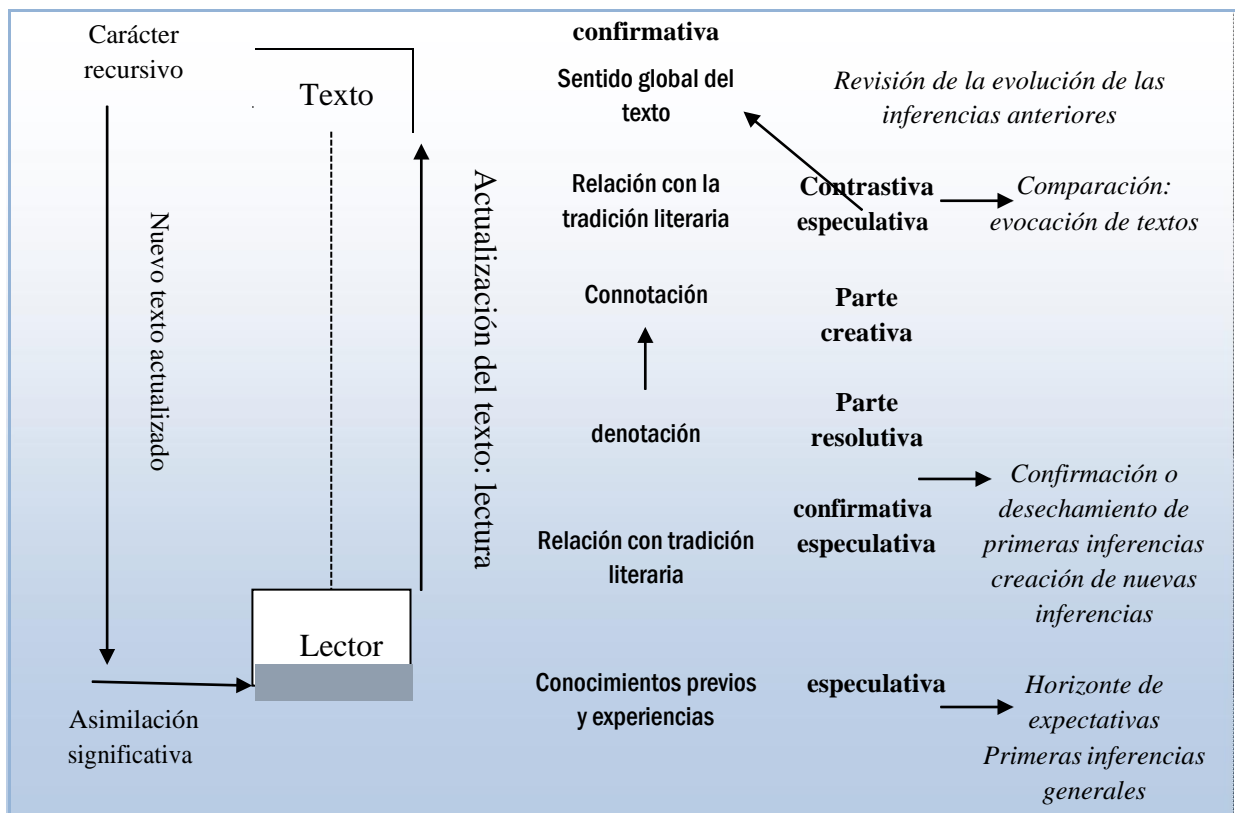 Carácter
recursivo
Texto
Nuevo texto actualizado
Actualización del texto: lectura
Lector
Asimilación
significativa
confirmativa
Sentido global del
texto
Revisión de la evolución de las
inferencias anteriores
Relación con la
tradición literaria
Contrastiva
especulativa
Comparación:
evocación de textos
Connotación
Parte
creativa
denotación
Parte
resolutiva
Relación con tradición
literaria
confirmativa
especulativa
Confirmación o
desechamiento de
primeras inferencias
creación de nuevas
inferencias
Conocimientos previos
y experiencias
especulativa
Horizonte de
expectativas
Primeras inferencias
generales